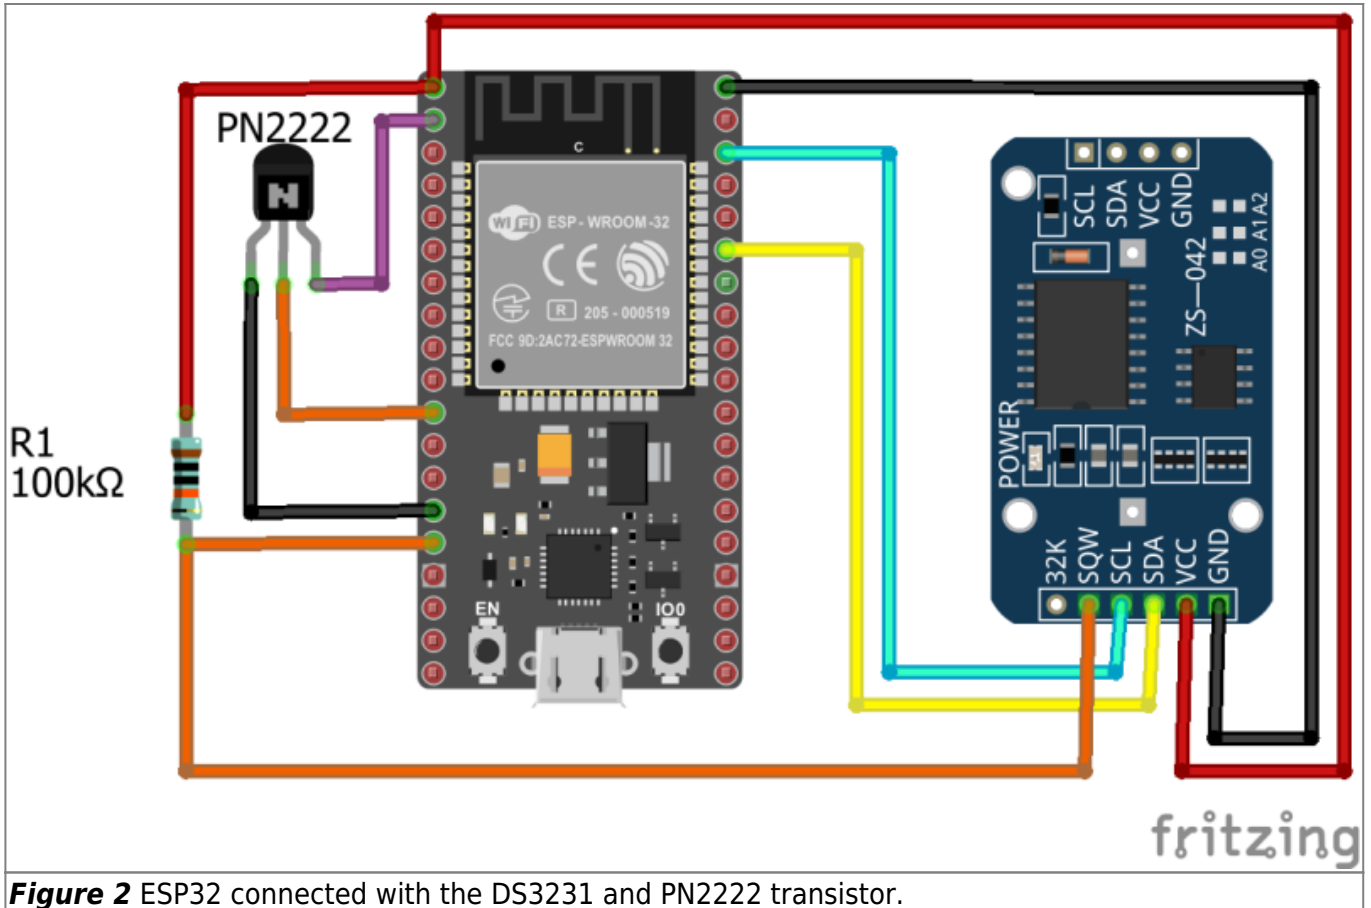 PN2222
C
WiFi ESP - WROOM -32
CE
R 205 - 000519
FCC 9D:2AC72-ESPWROOM 32
EN
IO0
R1
100kΩ
SCL
SDA
VCC
GND
A0 A1 A2
ZS—042
POWER
32K
SQW
SCL
SDA
VCC
GND
fritzing
Figure 2 ESP32 connected with the DS3231 and PN2222 transistor.